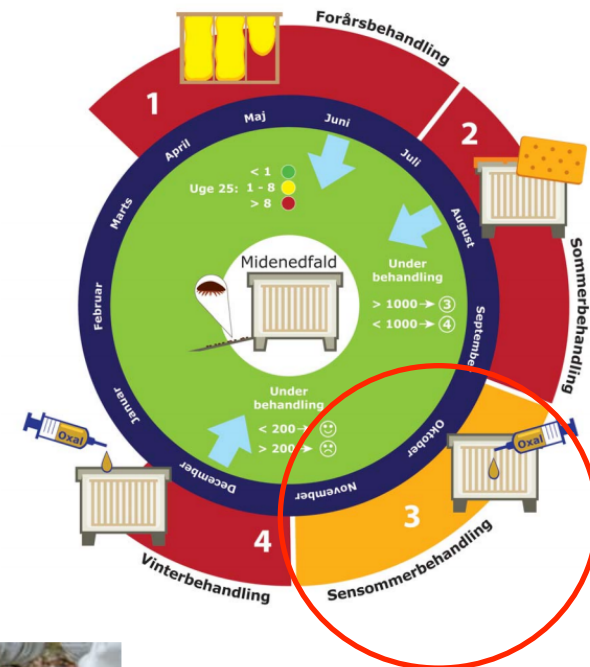 Forårsbehandling
1
2
Sommerbehandling
3
Sensommerbehandling
4
Vinterbehandling
Januar
Februar
Marts
April
Maj
Juni
Juli
August
September
Oktober
November
December
Uge 25:
< 1
1 - 8
> 8
Midenedfald
Under
behandling
> 1000→ 3
< 1000→ 4
Under
behandling
< 200→
> 200→
Oxal
Oxal